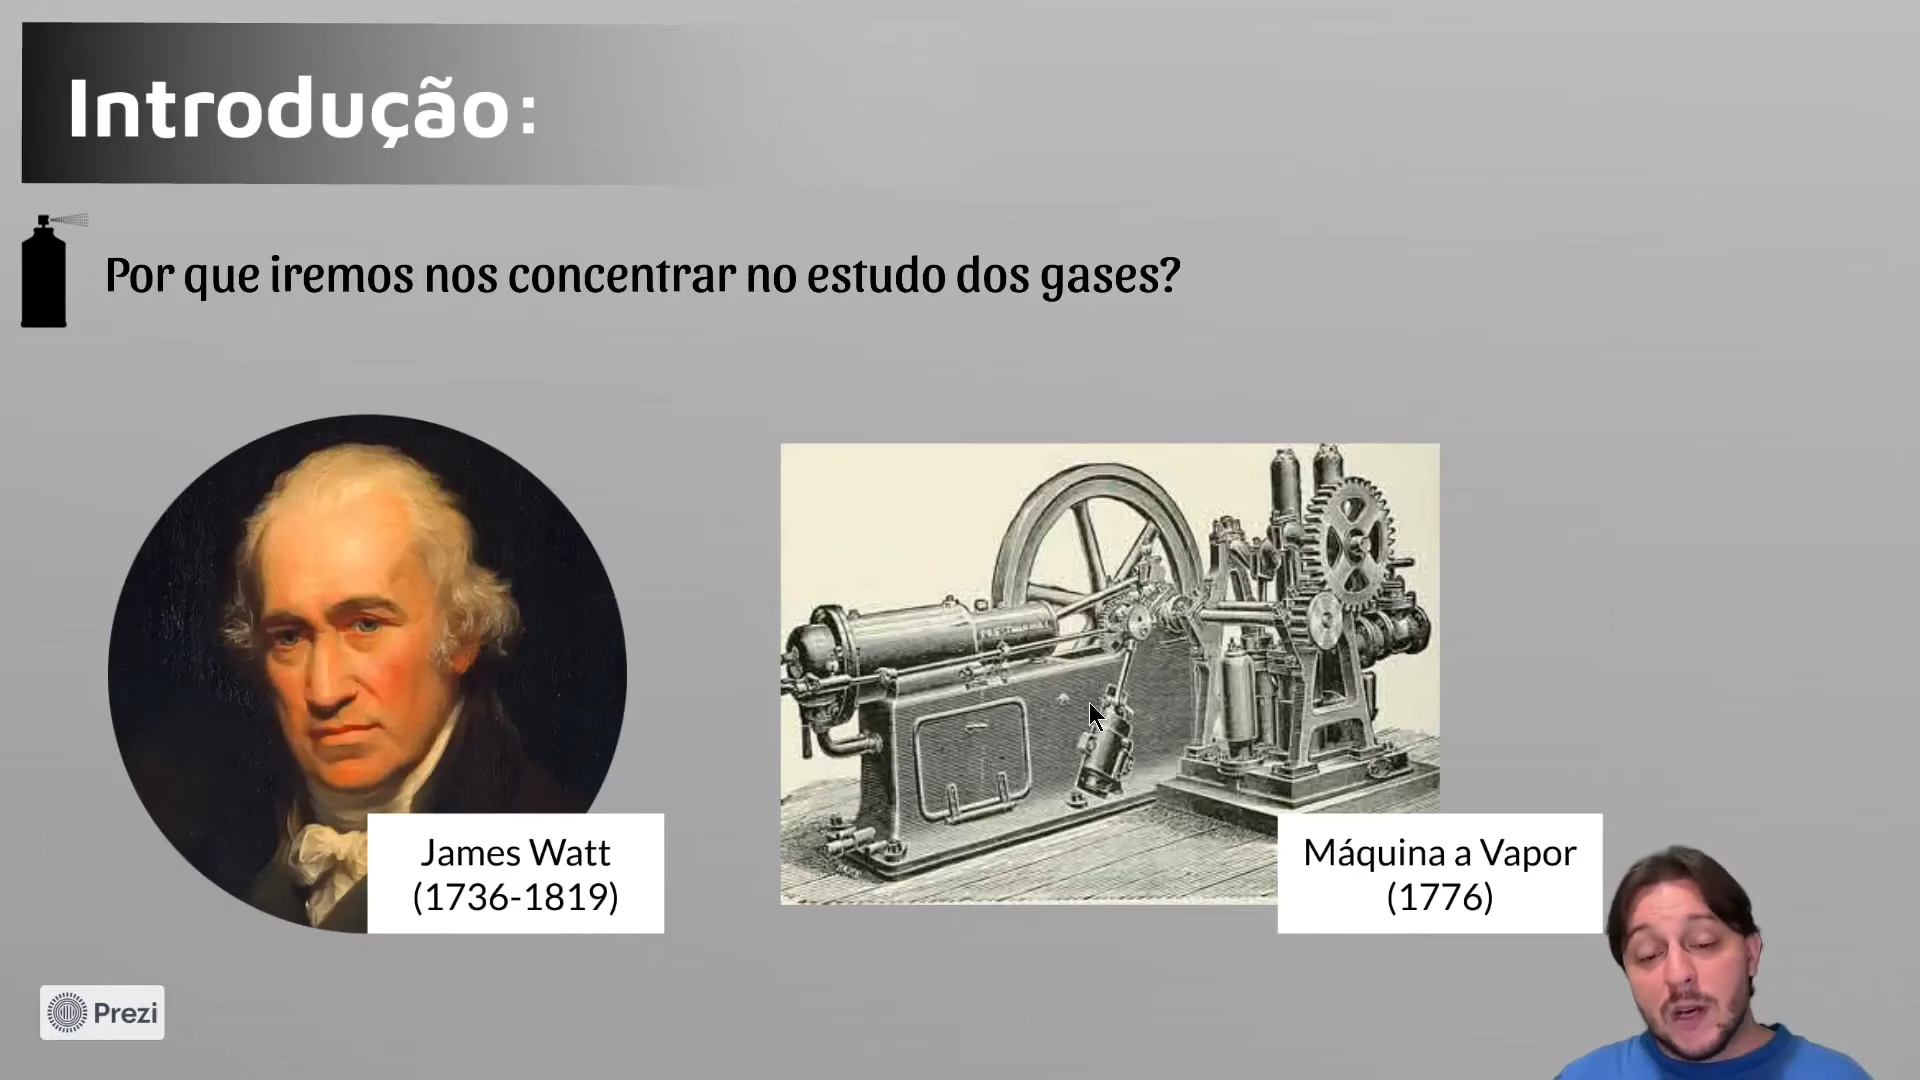 Introdução:
Por que iremos nos concentrar no estudo dos gases?
James Watt
(1736-1819)
Máquina a Vapor
(1776)
Prezi